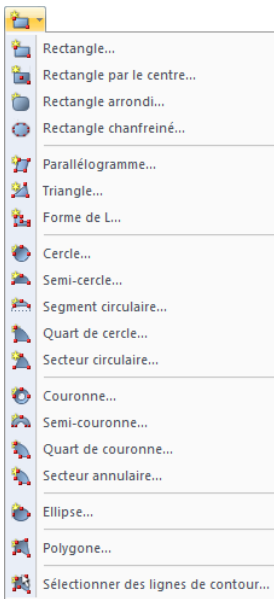 Rectangle...
Rectangle par le centre...
Rectangle arrondi...
Rectangle chanfreiné...
Parallélogramme...
Triangle...
Forme de L...
Cercle...
Semi-cercle...
Segment circulaire...
Quart de cercle...
Secteur circulaire...
Couronne...
Semi-couronne...
Quart de couronne...
Secteur annulaire...
Ellipse...
Polygone...
Sélectionner des lignes de contour...